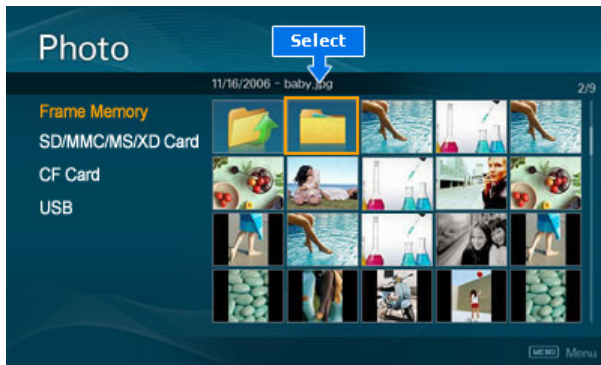 Photo
Select
11/16/2006 - baby.jpg
2/9
Frame Memory
SD/MMC/MS/XD Card
CF Card
USB
MENU Menu